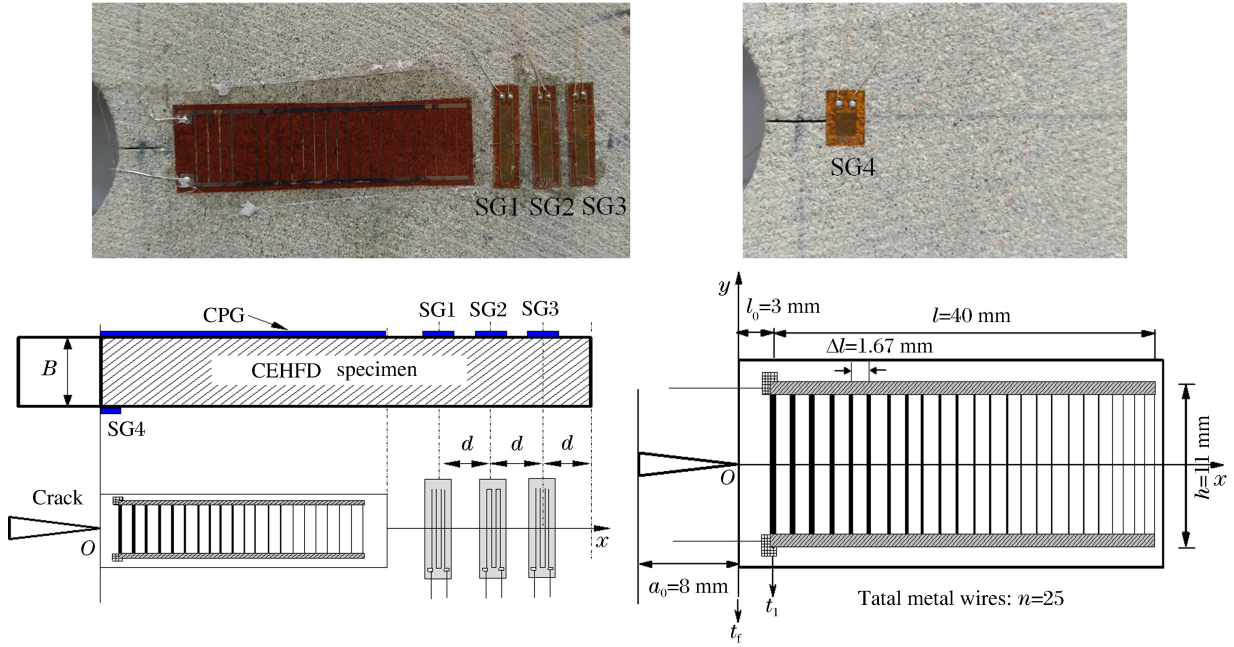 SG1 SG2 SG3
SG4
CPG
SG1 SG2 SG3
B
CEHFD specimen
SG4
d d d
Crack
O
x
y
l₀=3 mm
l=40 mm
Δl=1.67 mm
h=11 mm
O
x
a₀=8 mm
t₁
t_f
Tatal metal wires: n=25